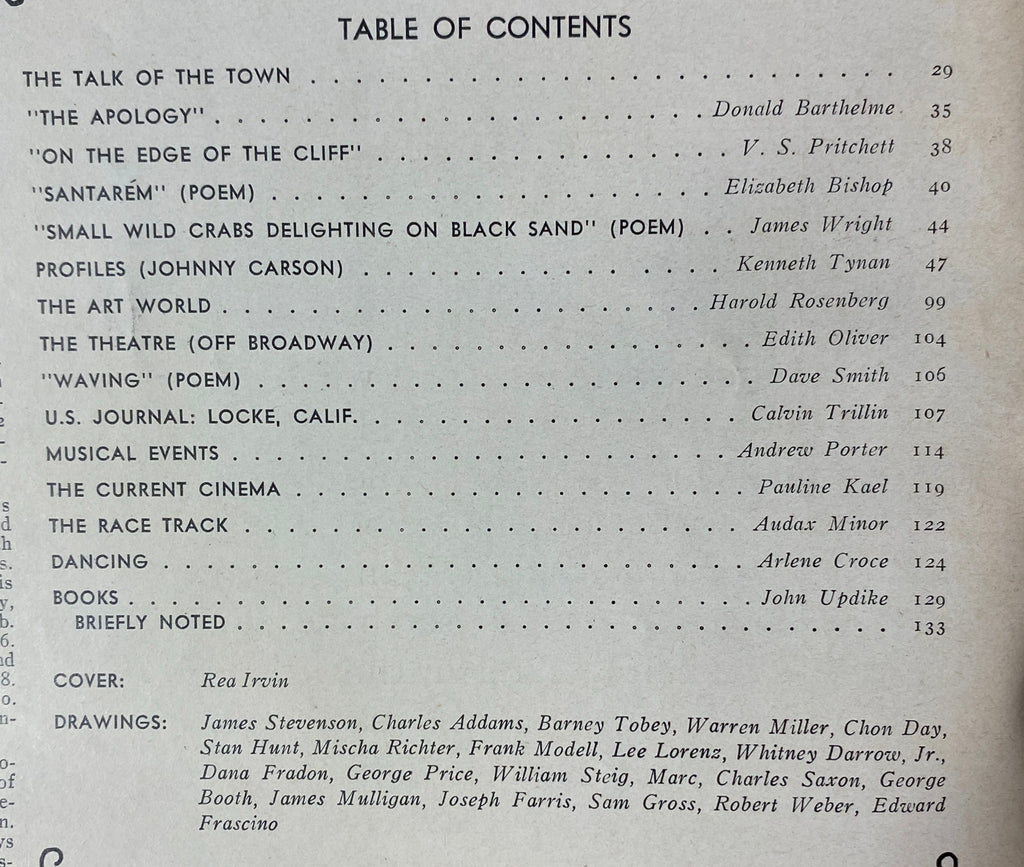 TABLE OF CONTENTS
THE TALK OF THE TOWN . . . . . . . . . . . . . . . . . . . . . . . . . . 29
"THE APOLOGY" . . . . . . . . . . . . . . . . . . . . . . Donald Barthelme 35
"ON THE EDGE OF THE CLIFF" . . . . . . . . . . . . . . . . V. S. Pritchett 38
"SANTARÉM" (POEM) . . . . . . . . . . . . . . . . . . . . Elizabeth Bishop 40
"SMALL WILD CRABS DELIGHTING ON BLACK SAND" (POEM) . . James Wright 44
PROFILES (JOHNNY CARSON) . . . . . . . . . . . . . . . . Kenneth Tynan 47
THE ART WORLD . . . . . . . . . . . . . . . . . . . . . Harold Rosenberg 99
THE THEATRE (OFF BROADWAY) . . . . . . . . . . . . . . . . Edith Oliver 104
"WAVING" (POEM) . . . . . . . . . . . . . . . . . . . . . . Dave Smith 106
U.S. JOURNAL: LOCKE, CALIF. . . . . . . . . . . . . . . . . Calvin Trillin 107
MUSICAL EVENTS . . . . . . . . . . . . . . . . . . . . . . Andrew Porter 114
THE CURRENT CINEMA . . . . . . . . . . . . . . . . . . . . Pauline Kael 119
THE RACE TRACK . . . . . . . . . . . . . . . . . . . . . . Audax Minor 122
DANCING . . . . . . . . . . . . . . . . . . . . . . . . . Arlene Croce 124
BOOKS . . . . . . . . . . . . . . . . . . . . . . . . . . John Updike 129
BRIEFLY NOTED . . . . . . . . . . . . . . . . . . . . . . . . . . . 133
COVER: Rea Irvin
DRAWINGS: James Stevenson, Charles Addams, Barney Tobey, Warren Miller, Chon Day,
Stan Hunt, Mischa Richter, Frank Modell, Lee Lorenz, Whitney Darrow, Jr.,
Dana Fradon, George Price, William Steig, Marc, Charles Saxon, George
Booth, James Mulligan, Joseph Farris, Sam Gross, Robert Weber, Edward
Frascino